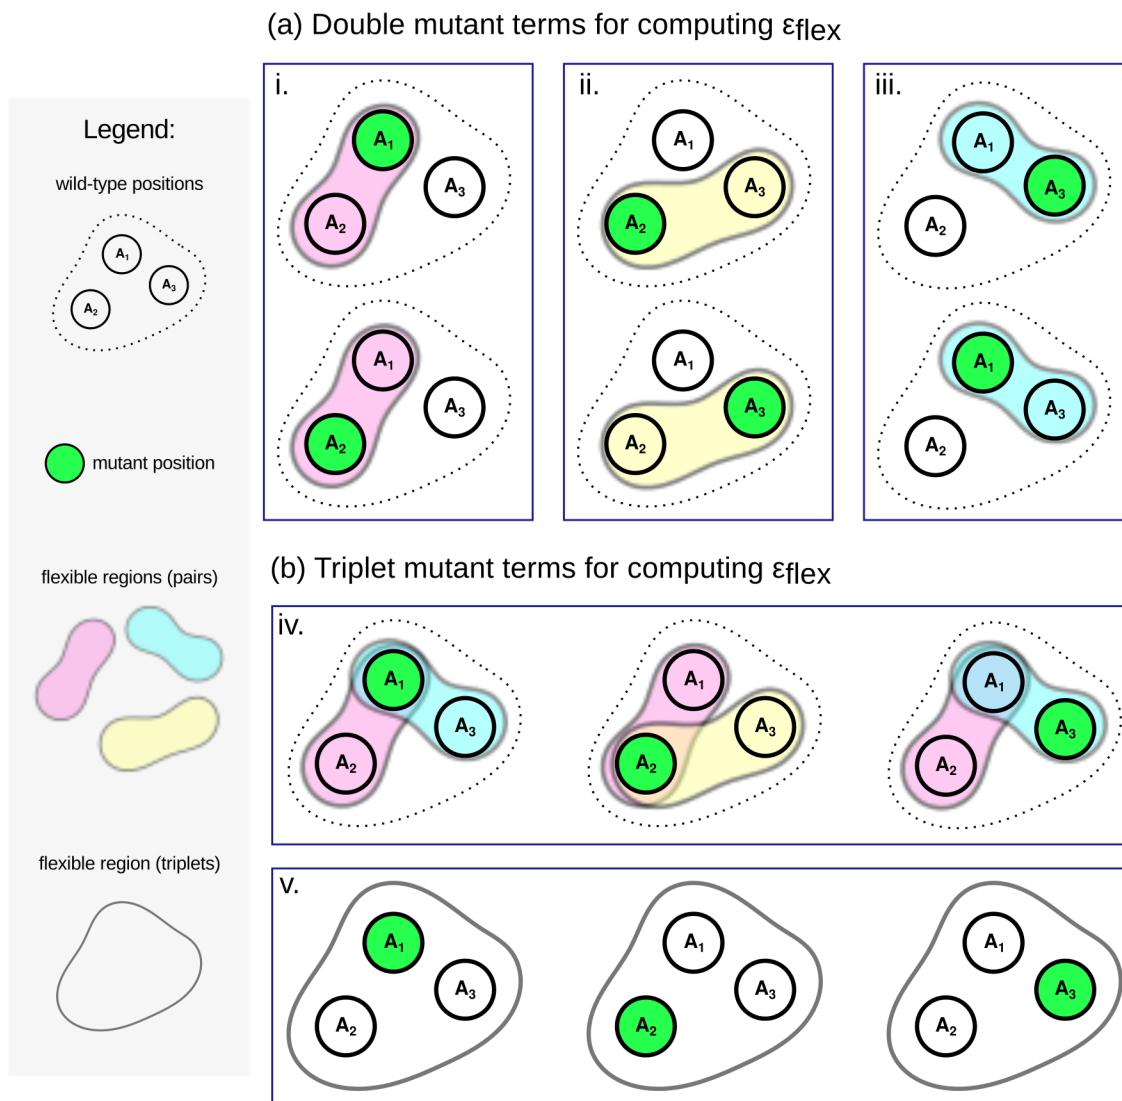 (a) Double mutant terms for computing εflex
Legend:
wild-type positions
A1
A3
A2
mutant position
flexible regions (pairs)
flexible region (triplets)
i.
A1
A3
A2
A1
A3
A2
ii.
A1
A3
A2
A1
A3
A2
iii.
A1
A3
A2
A1
A3
A2
(b) Triplet mutant terms for computing εflex
iv.
A1
A3
A2
A1
A3
A2
A1
A3
A2
v.
A1
A3
A2
A1
A3
A2
A1
A3
A2